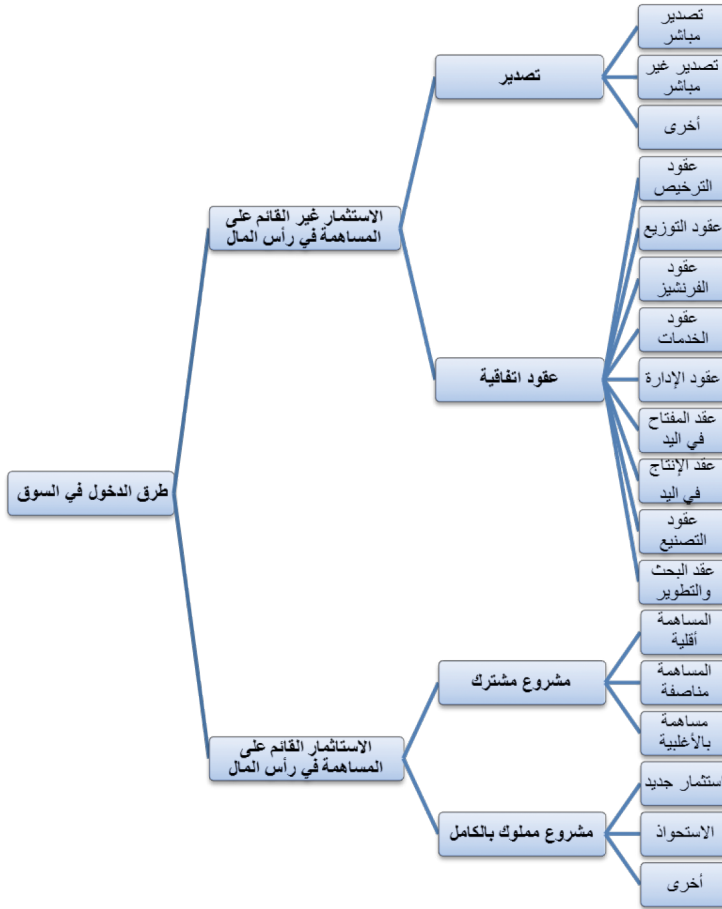 طرق الدخول في السوق
الاستثمار غير القائم على
المساهمة في رأس المال
تصدير
تصدير
مباشر
تصدير غير
مباشر
أخرى
عقود اتفاقية
عقود
الترخيص
عقود التوزيع
عقود
الفرنشيز
عقود
الخدمات
عقود الإدارة
عقد المفتاح
في اليد
عقد الإنتاج
في اليد
عقود
التصنيع
عقد البحث
والتطوير
الاستاثمار القائم على
المساهمة في رأس المال
مشروع مشترك
المساهمة
أقلية
المساهمة
مناصفة
مساهمة
بالأغلبية
مشروع مملوك بالكامل
ستثمار جديد
الاستحواذ
أخرى